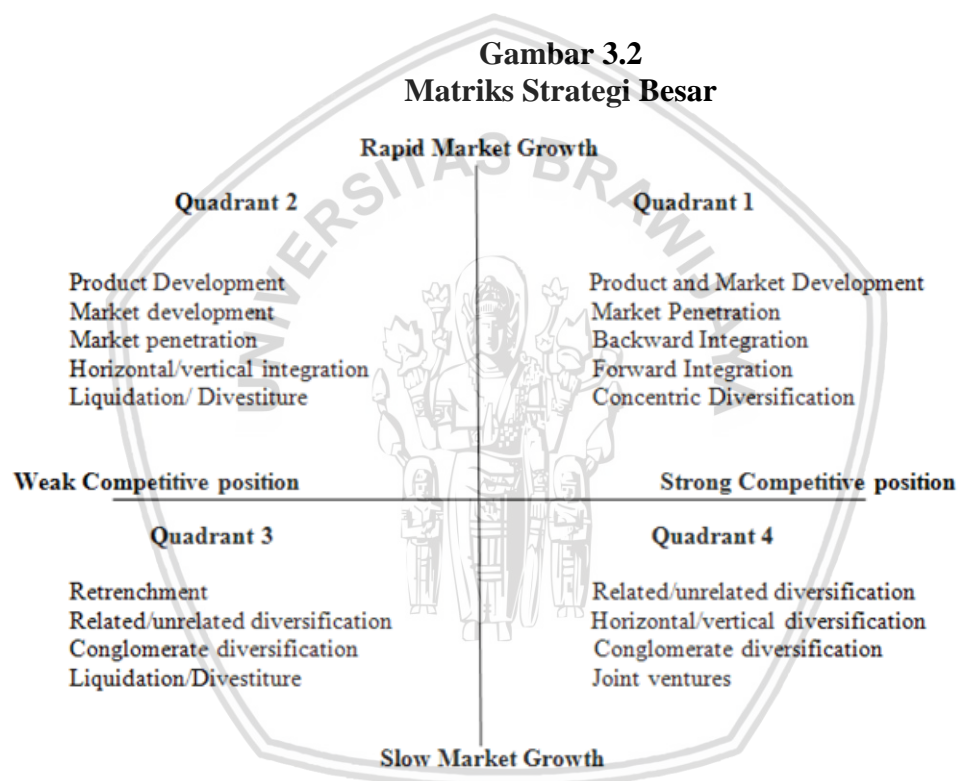 Gambar 3.2
Matriks Strategi Besar
UNIVERSITAS BRAWIJAYA
Rapid Market Growth
Quadrant 2
Product Development
Market development
Market penetration
Horizontal/vertical integration
Liquidation/ Divestiture
Quadrant 1
Product and Market Development
Market Penetration
Backward Integration
Forward Integration
Concentric Diversification
Weak Competitive position
Strong Competitive position
Quadrant 3
Retrenchment
Related/unrelated diversification
Conglomerate diversification
Liquidation/Divestiture
Quadrant 4
Related/unrelated diversification
Horizontal/vertical diversification
Conglomerate diversification
Joint ventures
Slow Market Growth